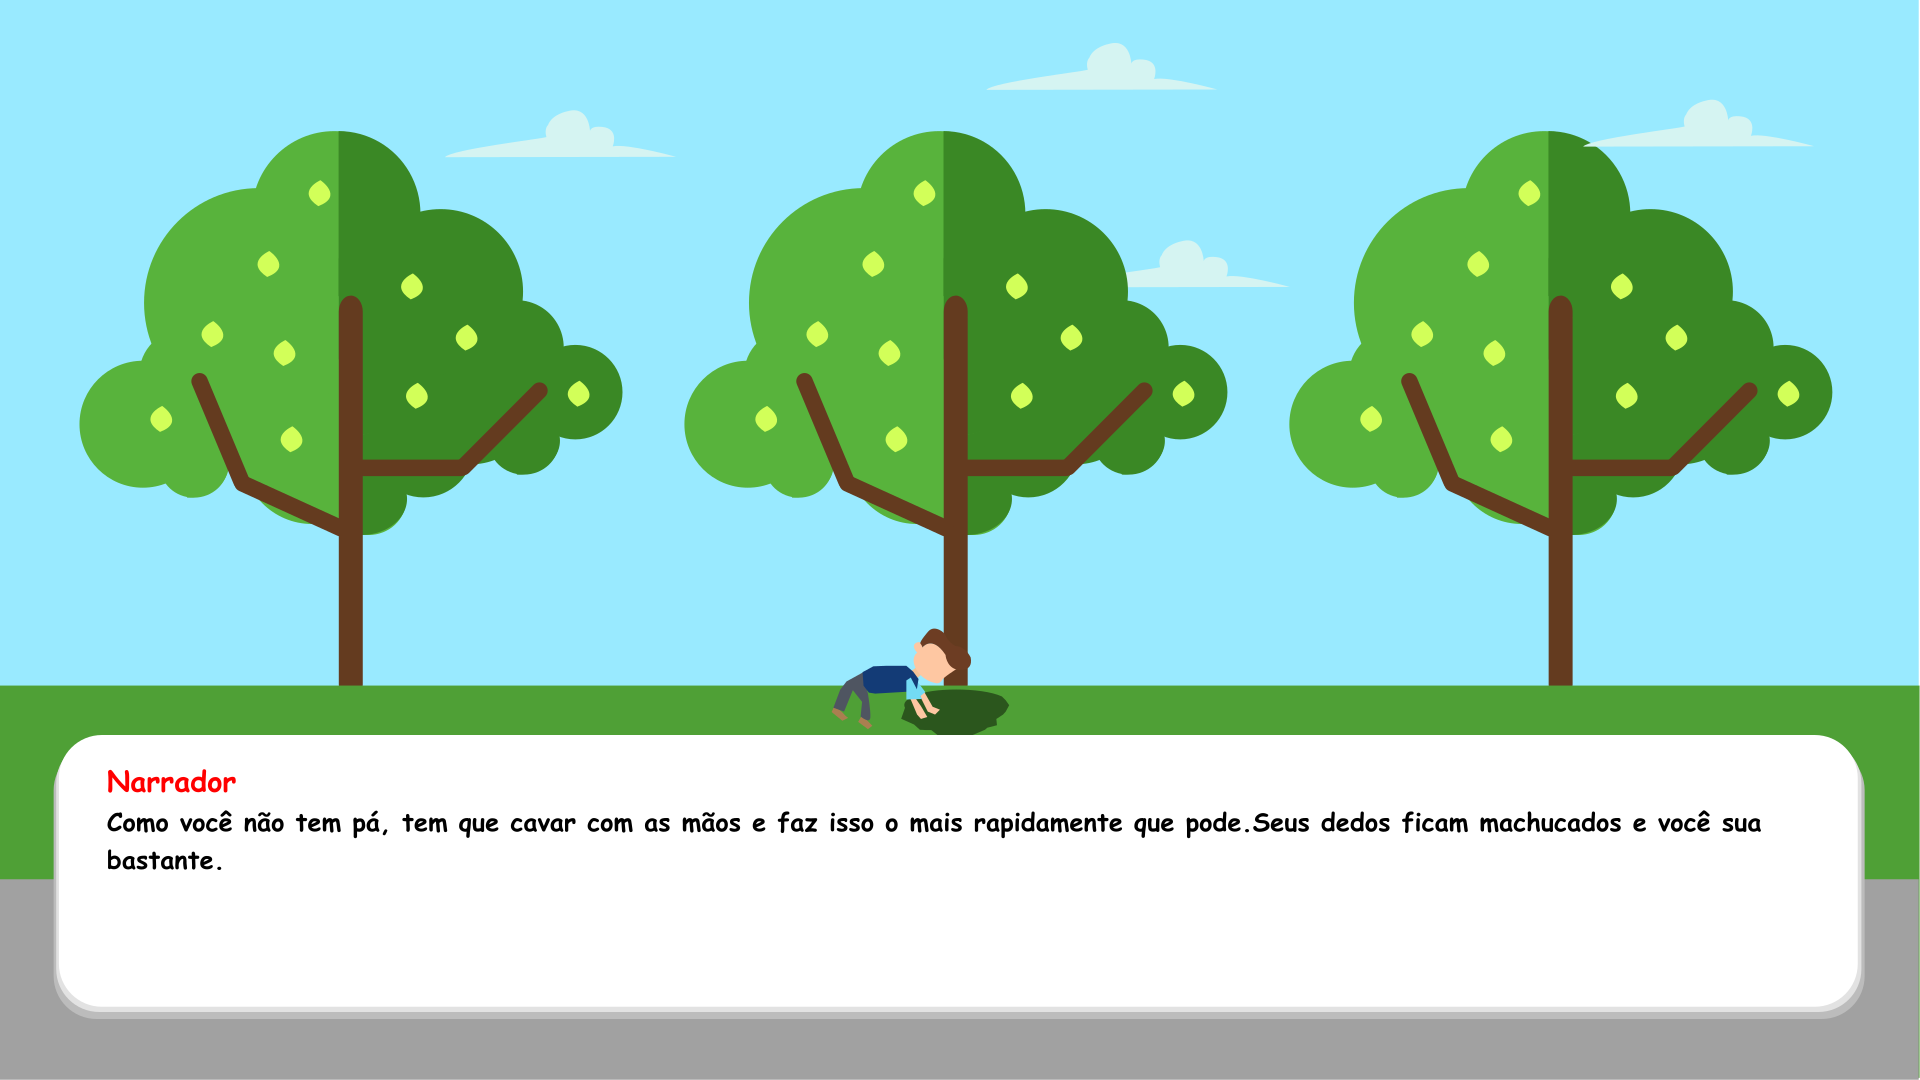 Narrador
Como você não tem pá, tem que cavar com as mãos e faz isso o mais rapidamente que pode.Seus dedos ficam machucados e você sua
bastante.